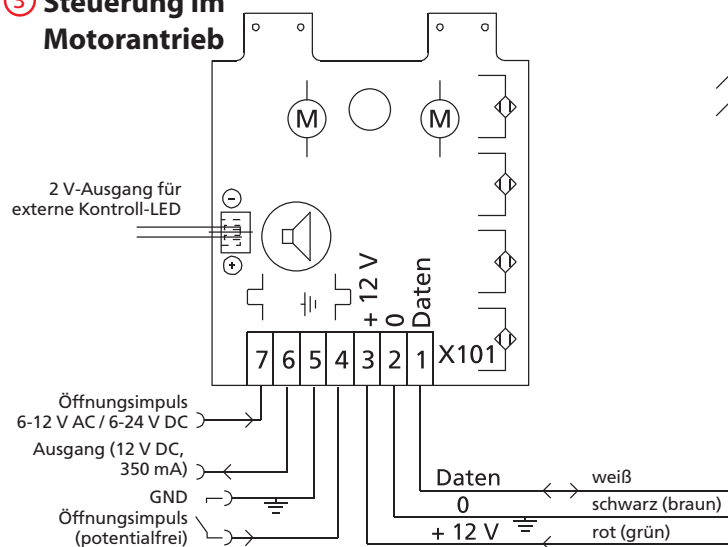 3 Steuerung im
Motorantrieb
M
M
2 V-Ausgang für
externe Kontroll-LED
-
+
+ 12 V
0
Daten
7 6 5 4 3 2 1 X101
Öffnungsimpuls
6-12 V AC / 6-24 V DC
Ausgang (12 V DC,
350 mA)
GND
Öffnungsimpuls
(potentialfrei)
Daten
weiß
0
schwarz (braun)
+ 12 V
rot (grün)